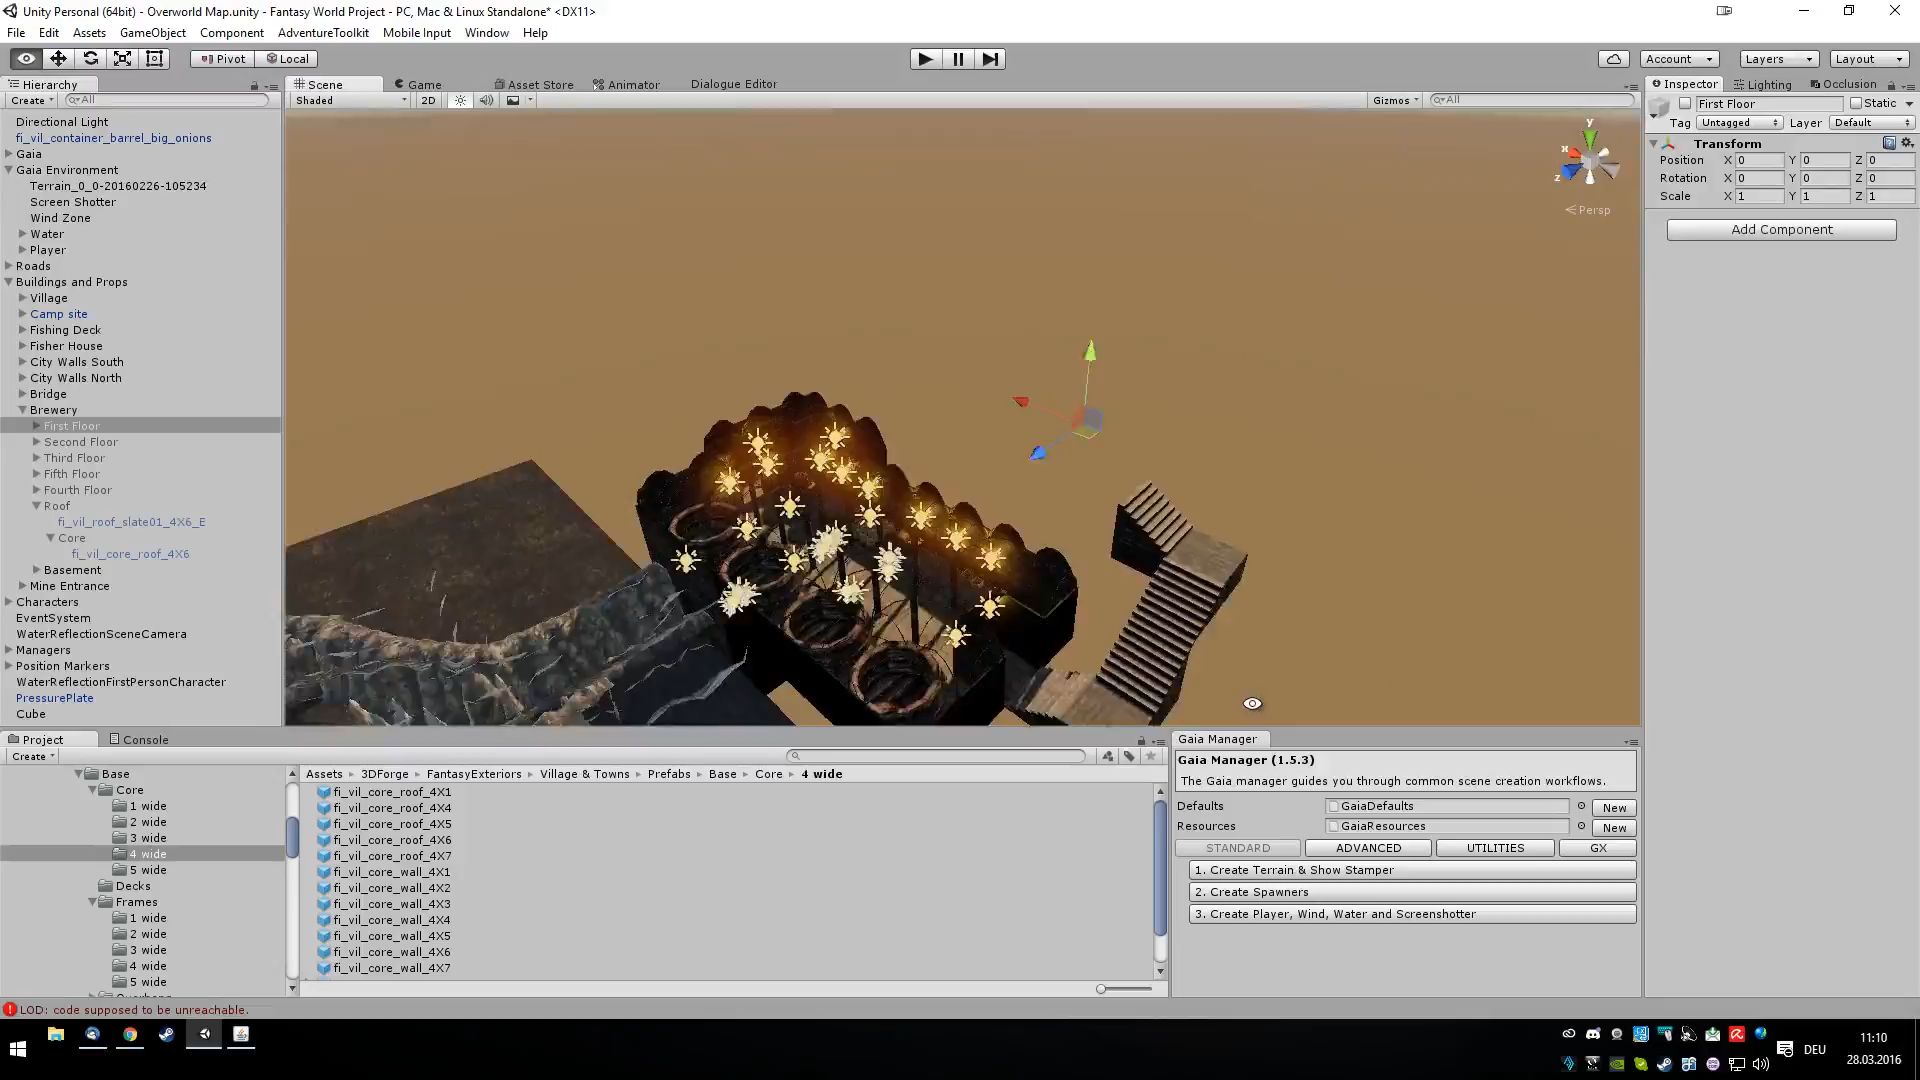 Unity Personal (64bit) - Overworld Map.unity - Fantasy World Project - PC, Mac & Linux Standalone* <DX11>
File Edit Assets GameObject Component AdventureToolkit Mobile Input Window Help
Pivot Local Account Layers Layout
Hierarchy
Create All
Directional Light
fi_vil_container_barrel_big_onions
Gaia
Gaia Environment
Terrain_0_0-20160226-105234
Screen Shotter
Wind Zone
Water
Player
Roads
Buildings and Props
Village
Camp site
Fishing Deck
Fisher House
City Walls South
City Walls North
Bridge
Brewery
First Floor
Second Floor
Third Floor
Fifth Floor
Fourth Floor
Roof
fi_vil_roof_slate01_4X6_E
Core
fi_vil_core_roof_4X6
Basement
Mine Entrance
Characters
EventSystem
WaterReflectionSceneCamera
Managers
Position Markers
WaterReflectionFirstPersonCharacter
PressurePlate
Cube
Scene Game Asset Store Animator Dialogue Editor
Shaded 2D Gizmos All
y
x
z
Persp
Inspector Lighting Occlusion
First Floor Static
Tag Untagged Layer Default
Transform
Position X 0 Y 0 Z 0
Rotation X 0 Y 0 Z 0
Scale X 1 Y 1 Z 1
Add Component
Project Console
Create
Base
Core
1 wide
2 wide
3 wide
4 wide
5 wide
Decks
Frames
1 wide
2 wide
3 wide
4 wide
5 wide
Assets 3DForge FantasyExteriors Village & Towns Prefabs Base Core 4 wide
fi_vil_core_roof_4X1
fi_vil_core_roof_4X4
fi_vil_core_roof_4X5
fi_vil_core_roof_4X6
fi_vil_core_roof_4X7
fi_vil_core_wall_4X1
fi_vil_core_wall_4X2
fi_vil_core_wall_4X3
fi_vil_core_wall_4X4
fi_vil_core_wall_4X5
fi_vil_core_wall_4X6
fi_vil_core_wall_4X7
Gaia Manager
Gaia Manager (1.5.3)
The Gaia manager guides you through common scene creation workflows.
Defaults GaiaDefaults New
Resources GaiaResources New
STANDARD ADVANCED UTILITIES GX
1. Create Terrain & Show Stamper
2. Create Spawners
3. Create Player, Wind, Water and Screenshotter
LOD: code supposed to be unreachable.
DEU
11:10
28.03.2016